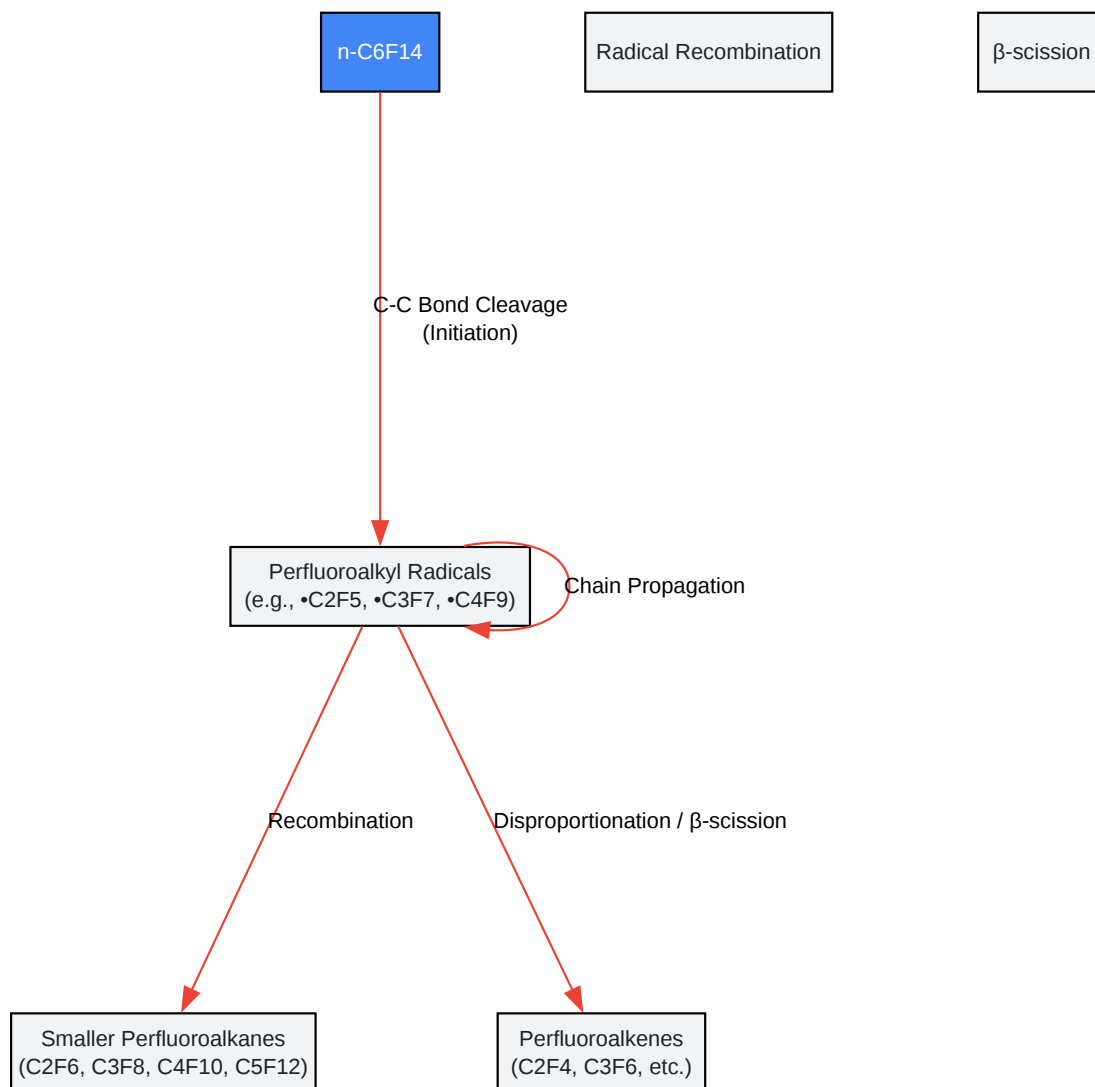 n-C6F14
Radical Recombination
β-scission
C-C Bond Cleavage
(Initiation)
Perfluoroalkyl Radicals
(e.g., •C2F5, •C3F7, •C4F9)
Chain Propagation
Recombination
Disproportionation / β-scission
Smaller Perfluoroalkanes
(C2F6, C3F8, C4F10, C5F12)
Perfluoroalkenes
(C2F4, C3F6, etc.)